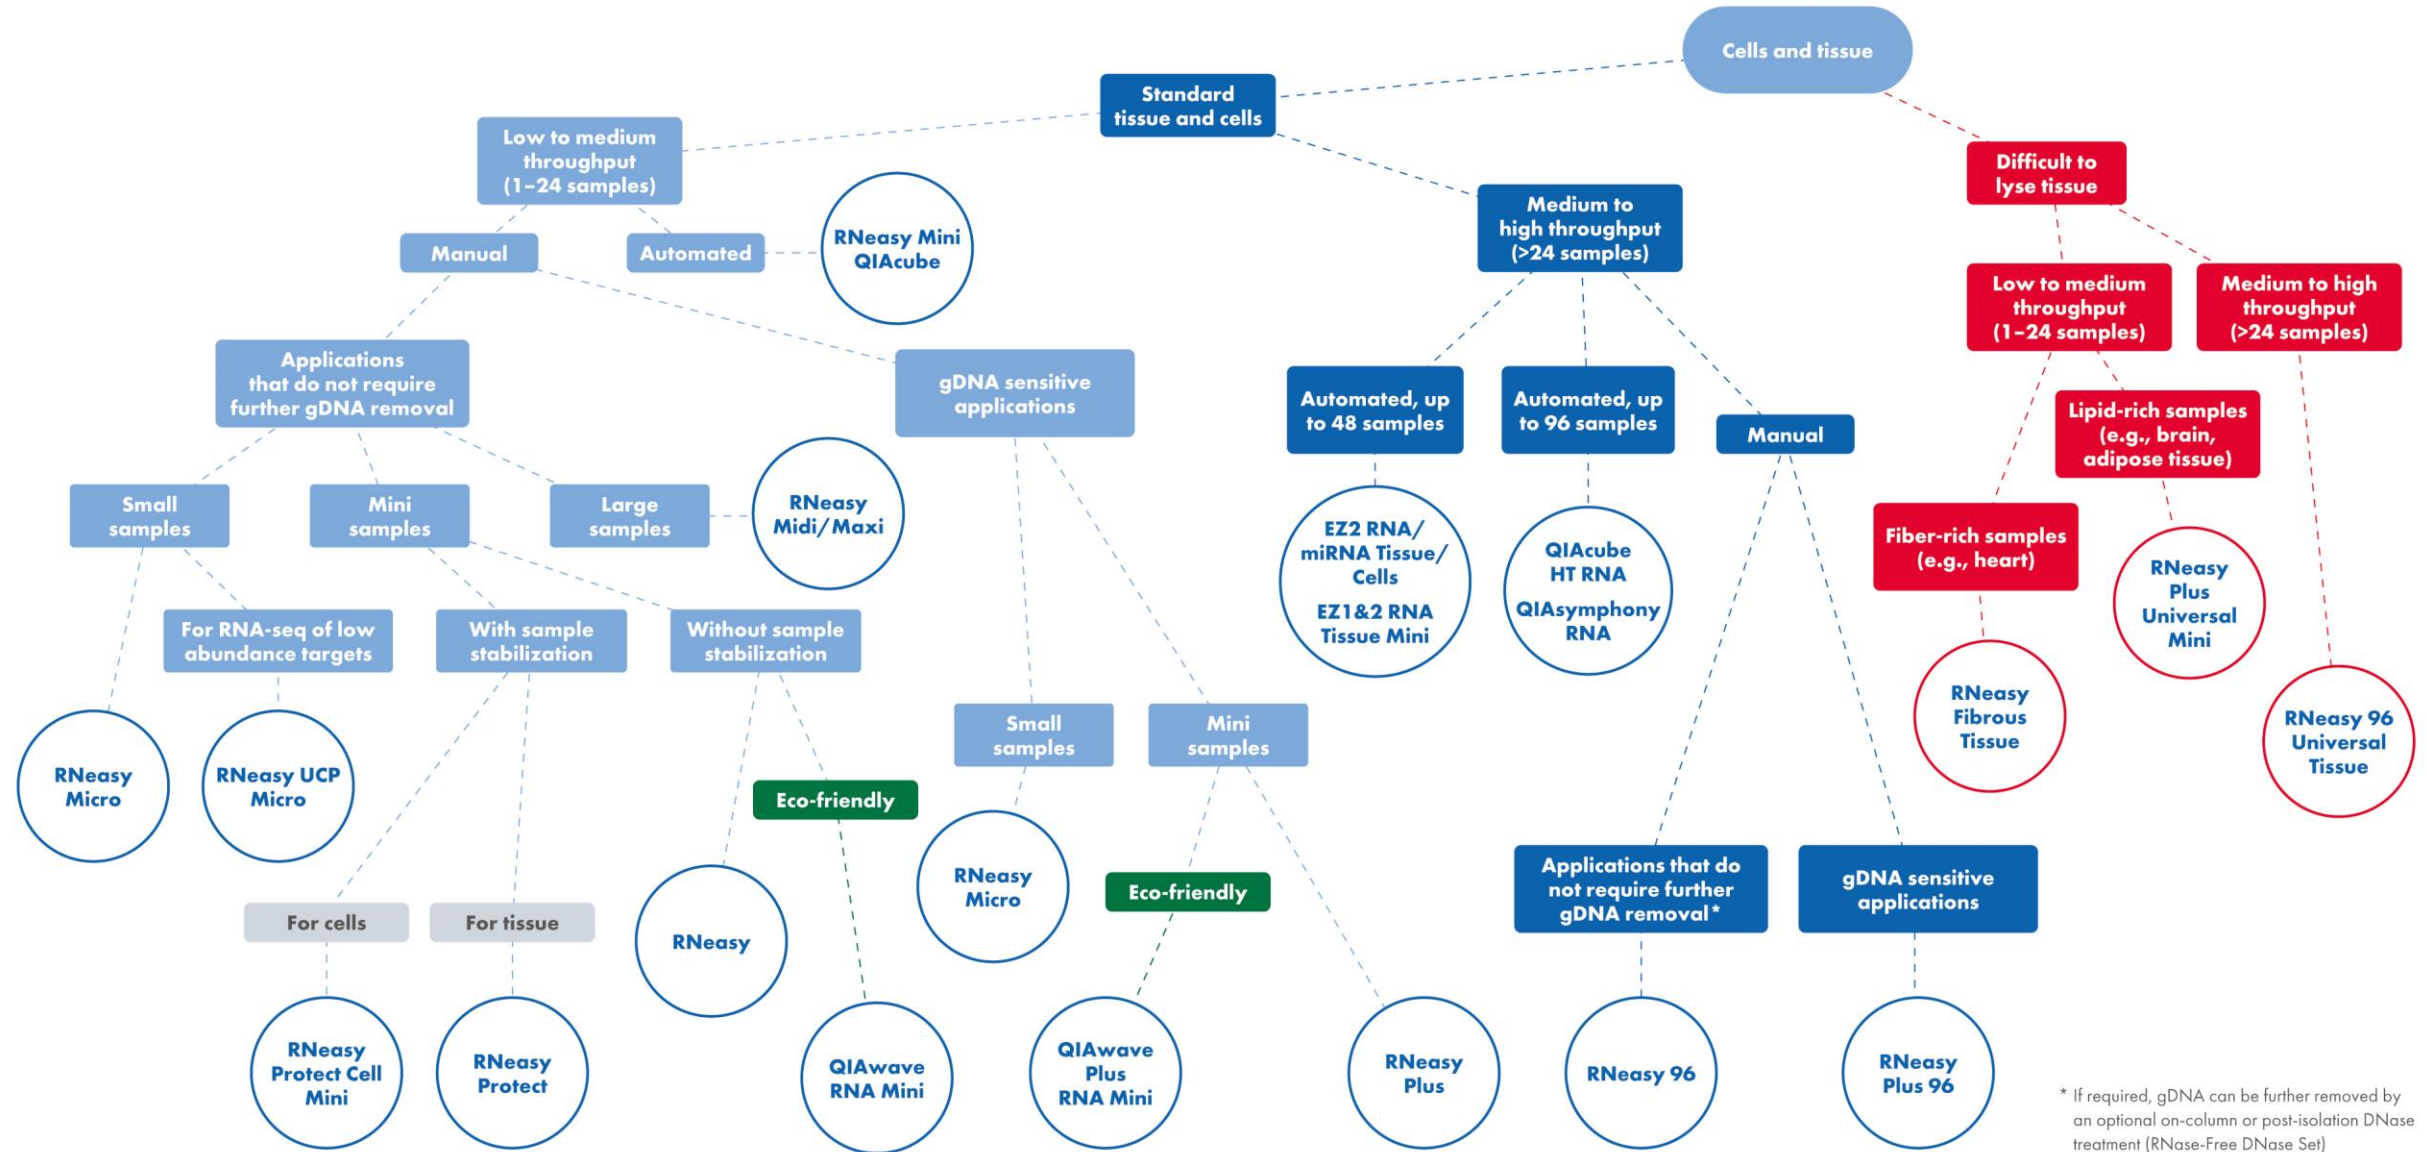 Cells and tissue
Standard
tissue and cells
Low to medium
throughput
(1–24 samples)
Difficult to
lyse tissue
Medium to
high throughput
(>24 samples)
Manual
Automated
RNeasy Mini
QIAcube
Low to medium
throughput
(1–24 samples)
Medium to high
throughput
(>24 samples)
Applications
that do not require
further gDNA removal
gDNA sensitive
applications
Automated, up
to 48 samples
Automated, up
to 96 samples
Manual
Lipid-rich samples
(e.g., brain,
adipose tissue)
Small
samples
Mini
samples
Large
samples
RNeasy
Midi/Maxi
EZ2 RNA/
miRNA Tissue/
Cells
EZ1&2 RNA
Tissue Mini
QIAcube
HT RNA
QIAsymphony
RNA
Fiber-rich samples
(e.g., heart)
RNeasy
Plus
Universal
Mini
For RNA-seq of low
abundance targets
With sample
stabilization
Without sample
stabilization
RNeasy
Fibrous
Tissue
RNeasy 96
Universal
Tissue
Small
samples
Mini
samples
RNeasy
Micro
RNeasy UCP
Micro
Eco-friendly
RNeasy
Micro
Eco-friendly
Applications that do
not require further
gDNA removal*
gDNA sensitive
applications
For cells
For tissue
RNeasy
RNeasy
Protect Cell
Mini
RNeasy
Protect
QIAwave
RNA Mini
QIAwave
Plus
RNA Mini
RNeasy
Plus
RNeasy 96
RNeasy
Plus 96
* If required, gDNA can be further removed by
an optional on-column or post-isolation DNase
treatment (RNase-Free DNase Set)